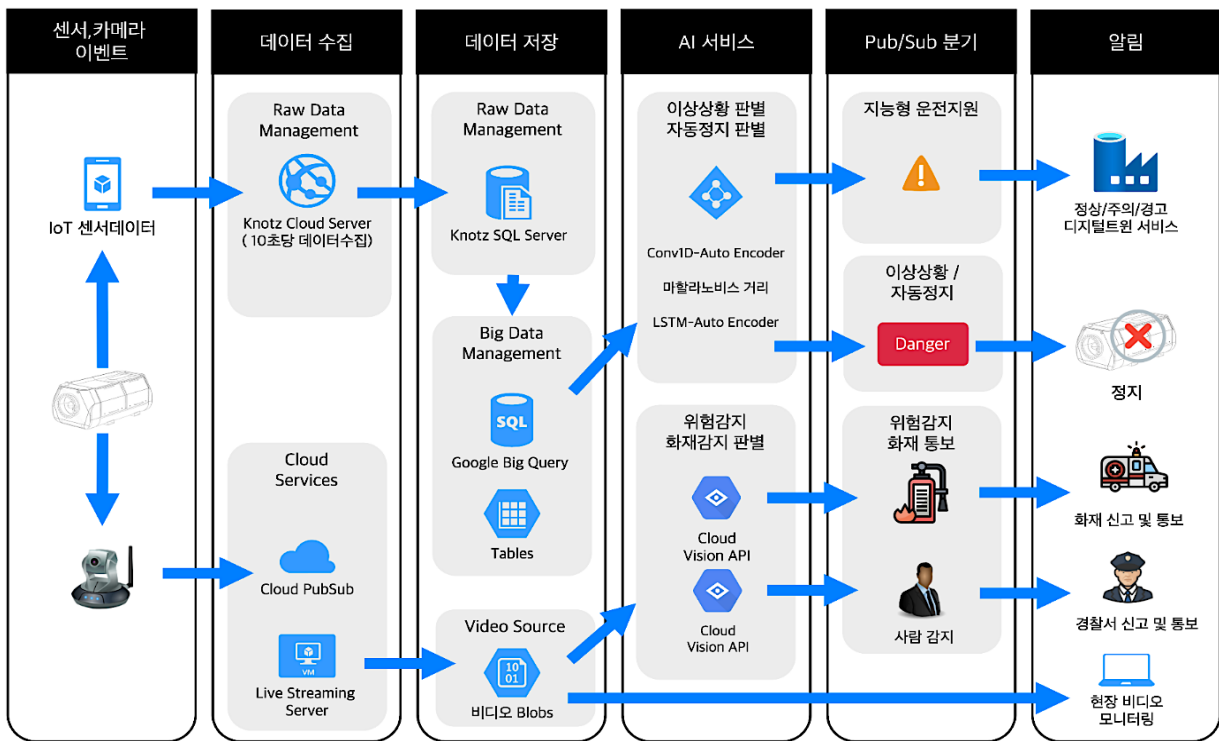 센서,카메라
이벤트
데이터 수집
데이터 저장
AI 서비스
Pub/Sub 분기
알림
IoT 센서데이터
Raw Data
Management
Knotz Cloud Server
( 10초당 데이터수집)
Cloud
Services
Cloud PubSub
VM
Live Streaming
Server
Raw Data
Management
Knotz SQL Server
Big Data
Management
SQL
Google Big Query
Tables
Video Source
10
01
비디오 Blobs
이상상황 판별
자동정지 판별
Conv1D-Auto Encoder
마할라노비스 거리
LSTM-Auto Encoder
위험감지
화재감지 판별
Cloud
Vision API
Cloud
Vision API
지능형 운전지원
이상상황 /
자동정지
Danger
위험감지
화재 통보
사람 감지
정상/주의/경고
디지털트윈 서비스
정지
화재 신고 및 통보
경찰서 신고 및 통보
현장 비디오
모니터링